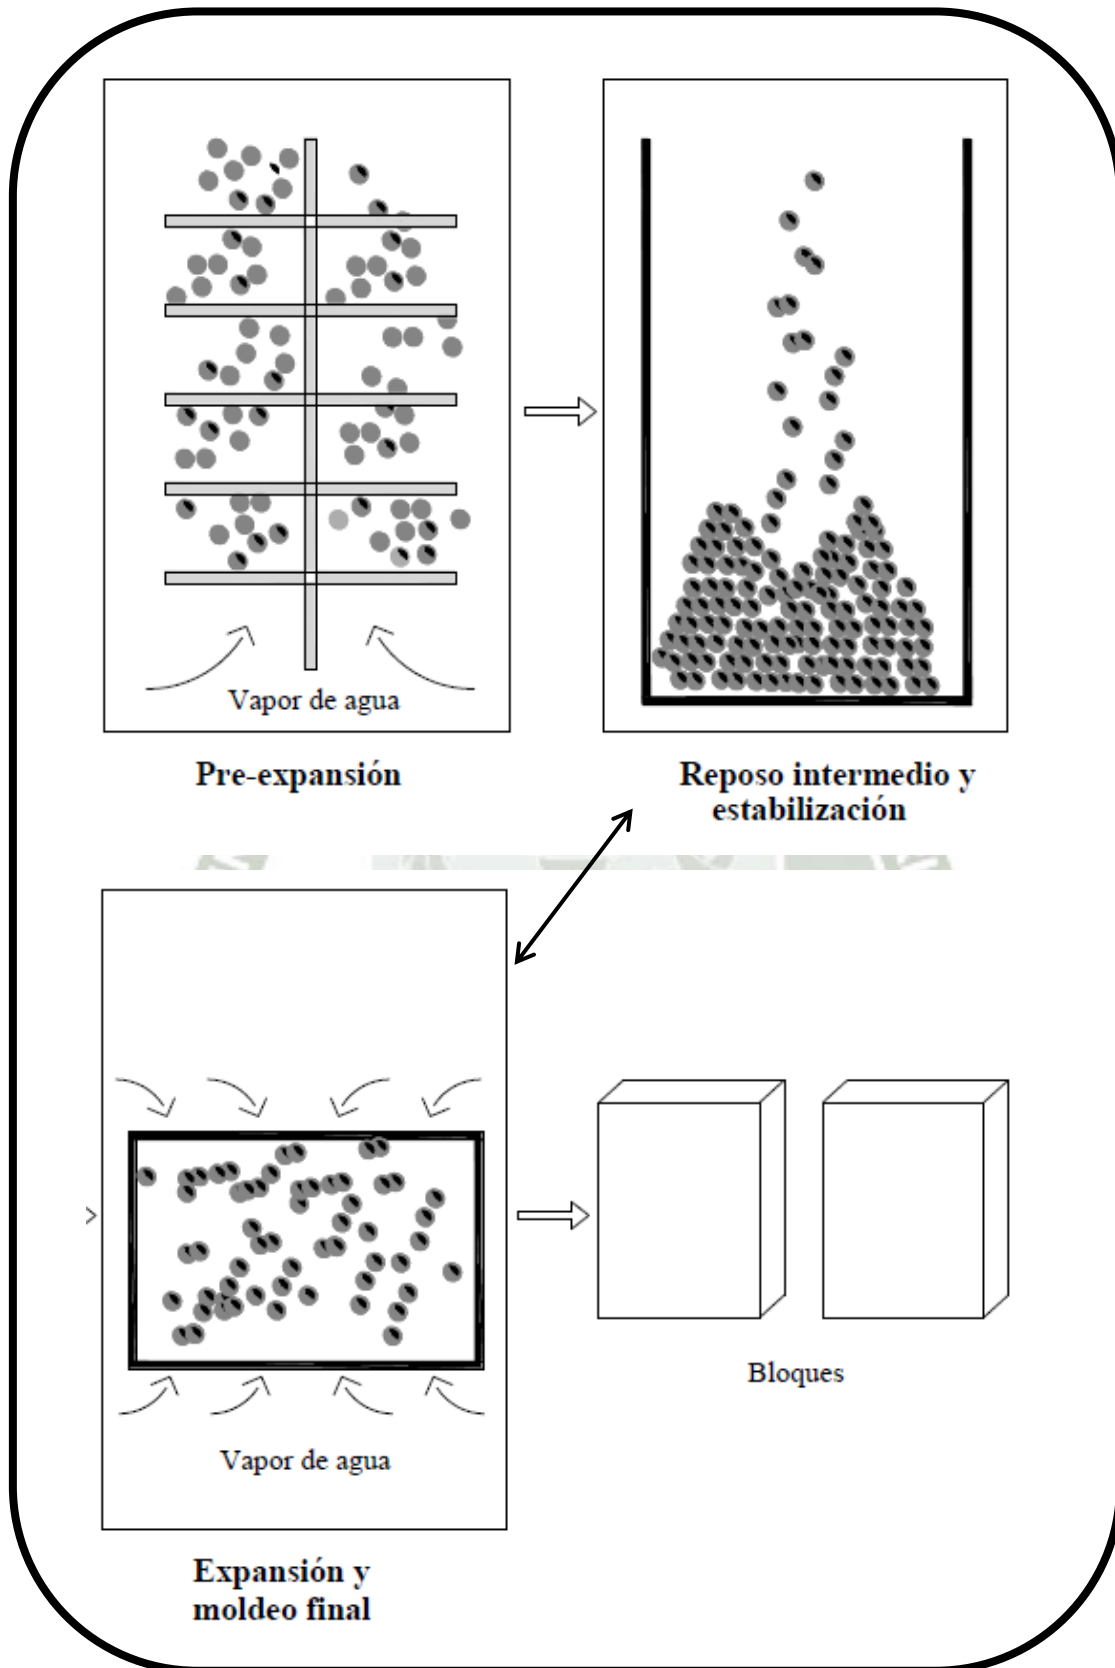 Vapor de agua
Pre-expansión
Reposo intermedio y
estabilización
Vapor de agua
Bloques
Expansión y
moldeo final